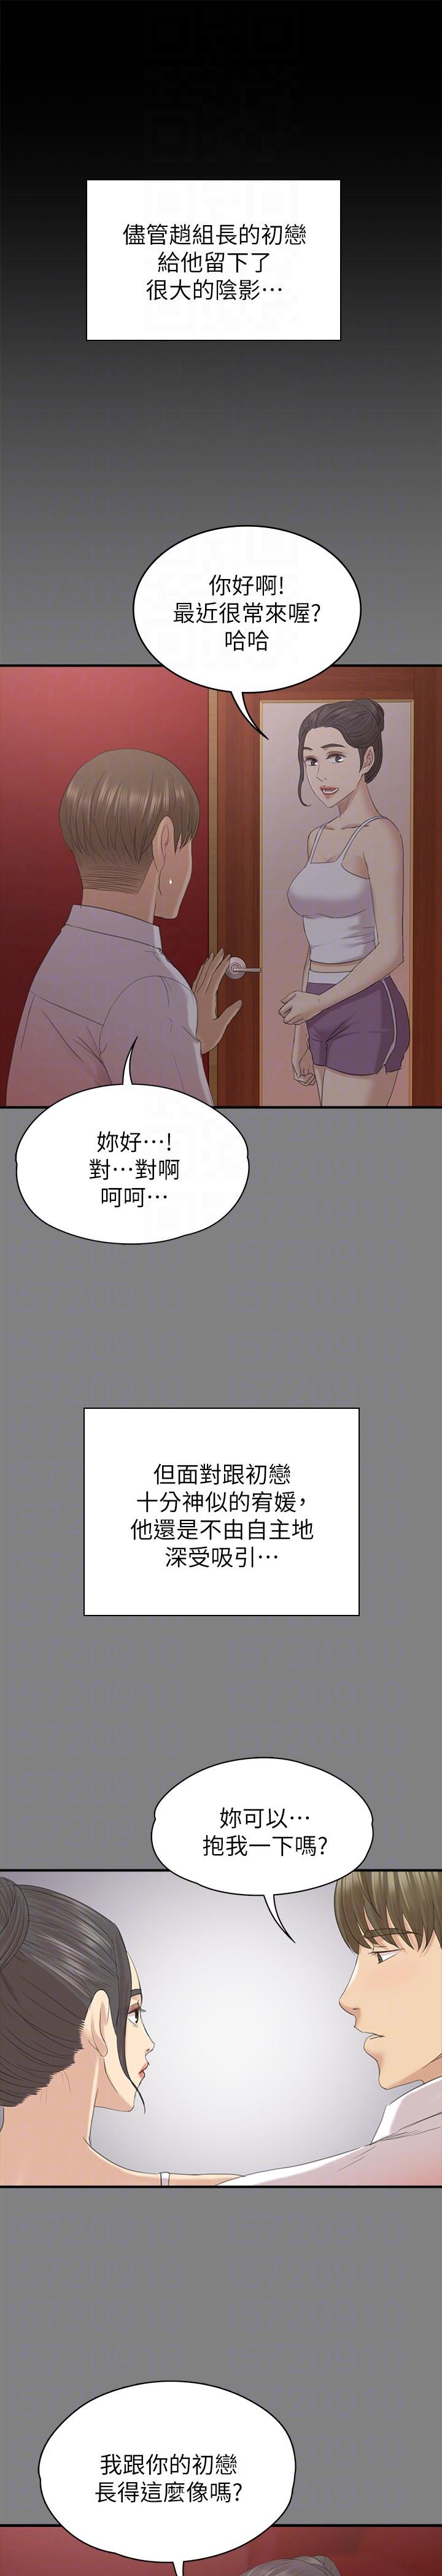 儘管趙組長的初戀
給他留下了
很大的陰影…
你好啊!
最近很常來喔?
哈哈
妳好…!
對…對啊
呵呵…
但面對跟初戀
十分神似的宥媛，
他還是不由自主地
深受吸引…
妳可以…
抱我一下嗎?
我跟你的初戀
長得這麼像嗎?